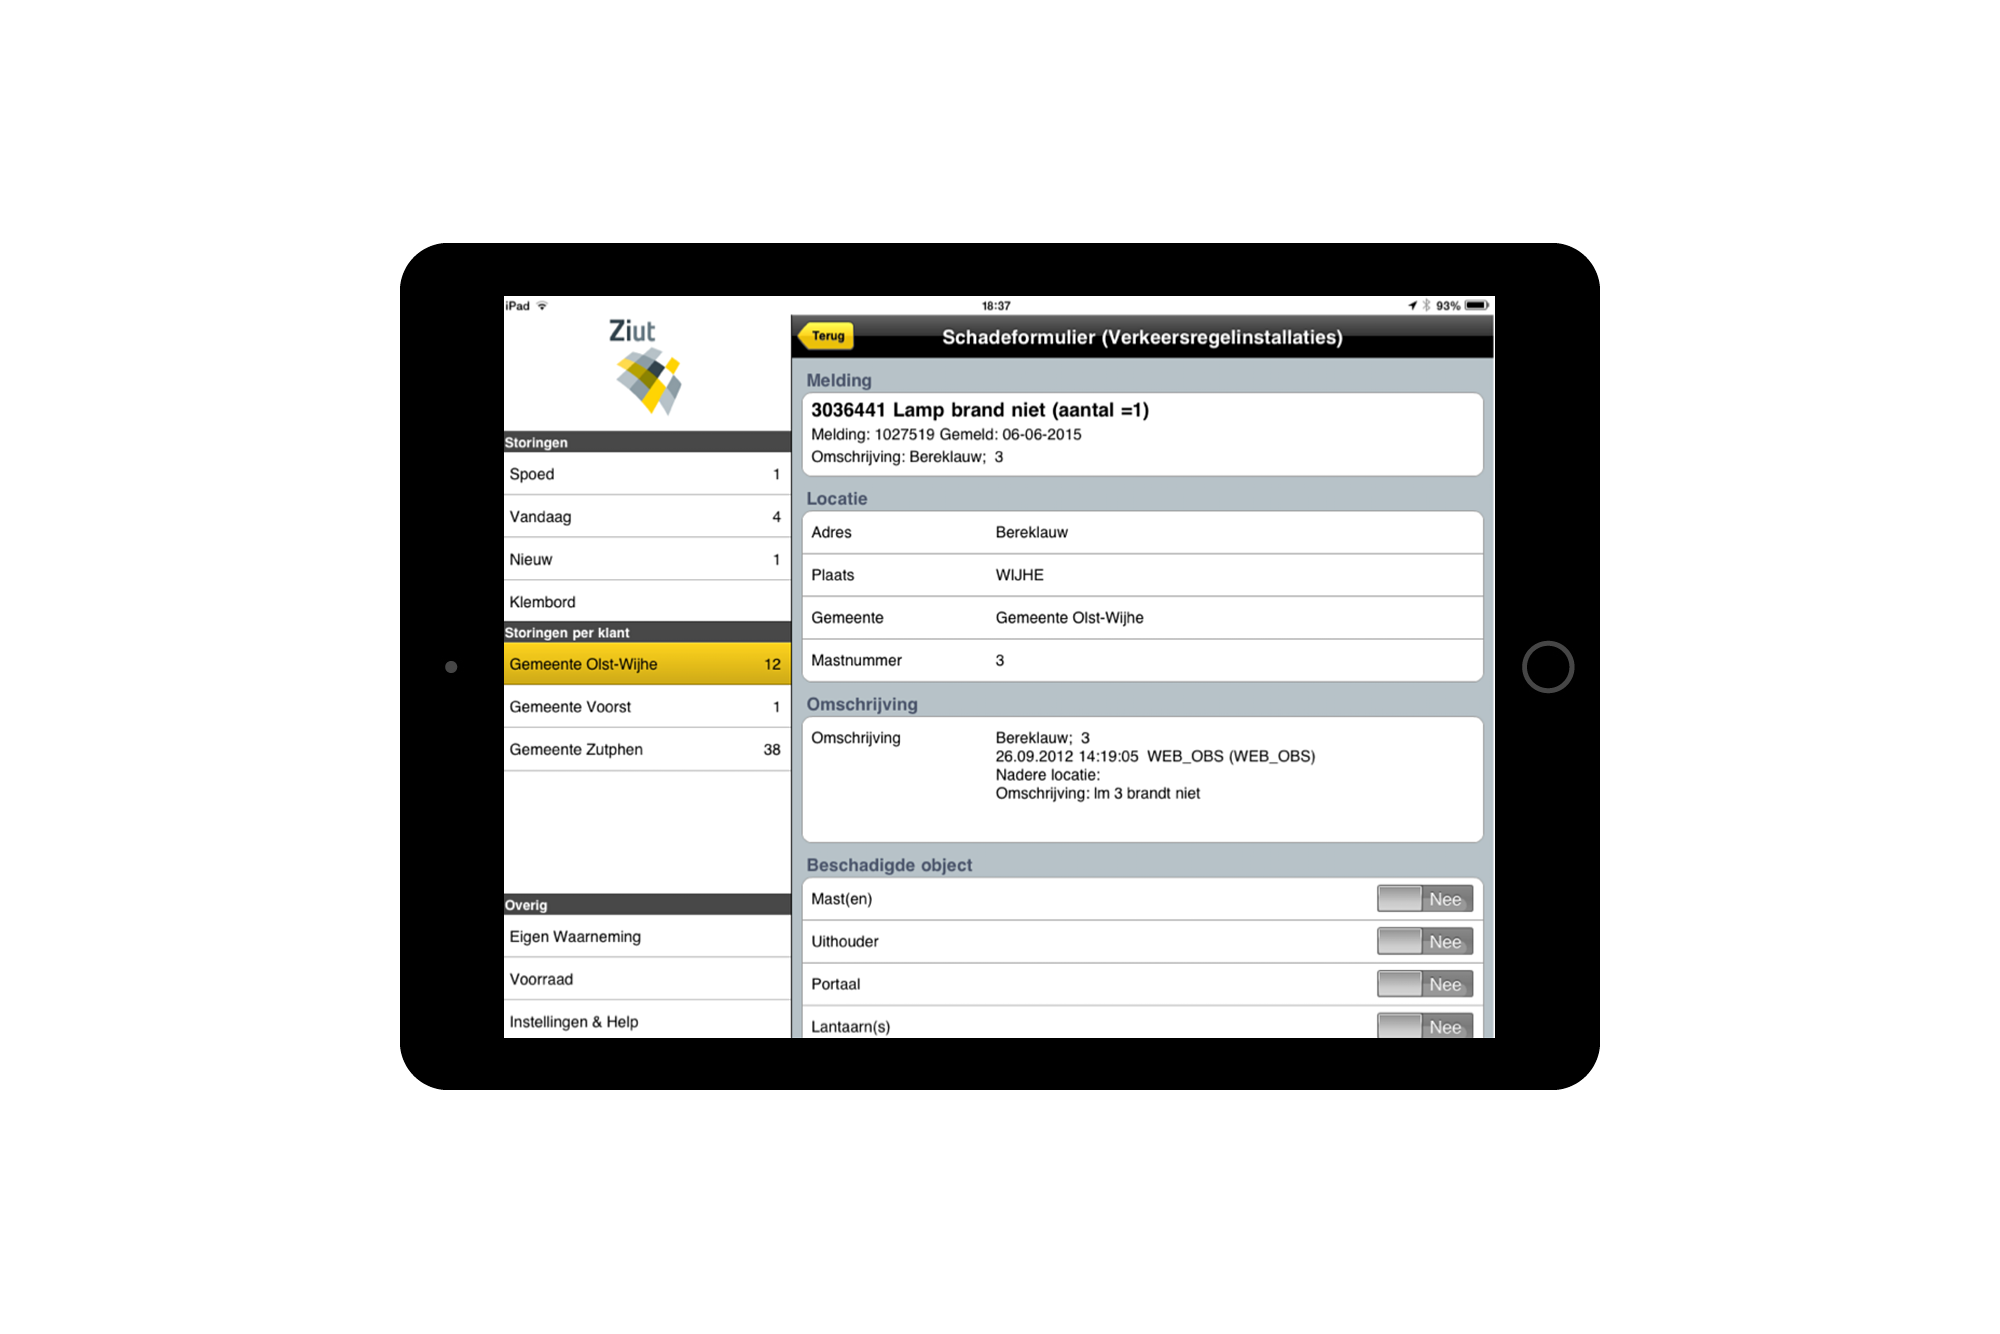 iPad
18:37
93%
Ziut
Storingen
Spoed 1
Vandaag 4
Nieuw 1
Klembord
Storingen per klant
Gemeente Olst-Wijhe 12
Gemeente Voorst 1
Gemeente Zutphen 38
Overig
Eigen Waarneming
Voorraad
Instellingen & Help
Terug
Schadeformulier (Verkeersregelinstallaties)
Melding
3036441 Lamp brand niet (aantal =1)
Melding: 1027519 Gemeld: 06-06-2015
Omschrijving: Bereklauw; 3
Locatie
Adres Bereklauw
Plaats WIJHE
Gemeente Gemeente Olst-Wijhe
Mastnummer 3
Omschrijving
Omschrijving Bereklauw; 3
26.09.2012 14:19:05 WEB_OBS (WEB_OBS)
Nadere locatie:
Omschrijving: lm 3 brandt niet
Beschadigde object
Mast(en) Nee
Uithouder Nee
Portaal Nee
Lantaarn(s) Nee